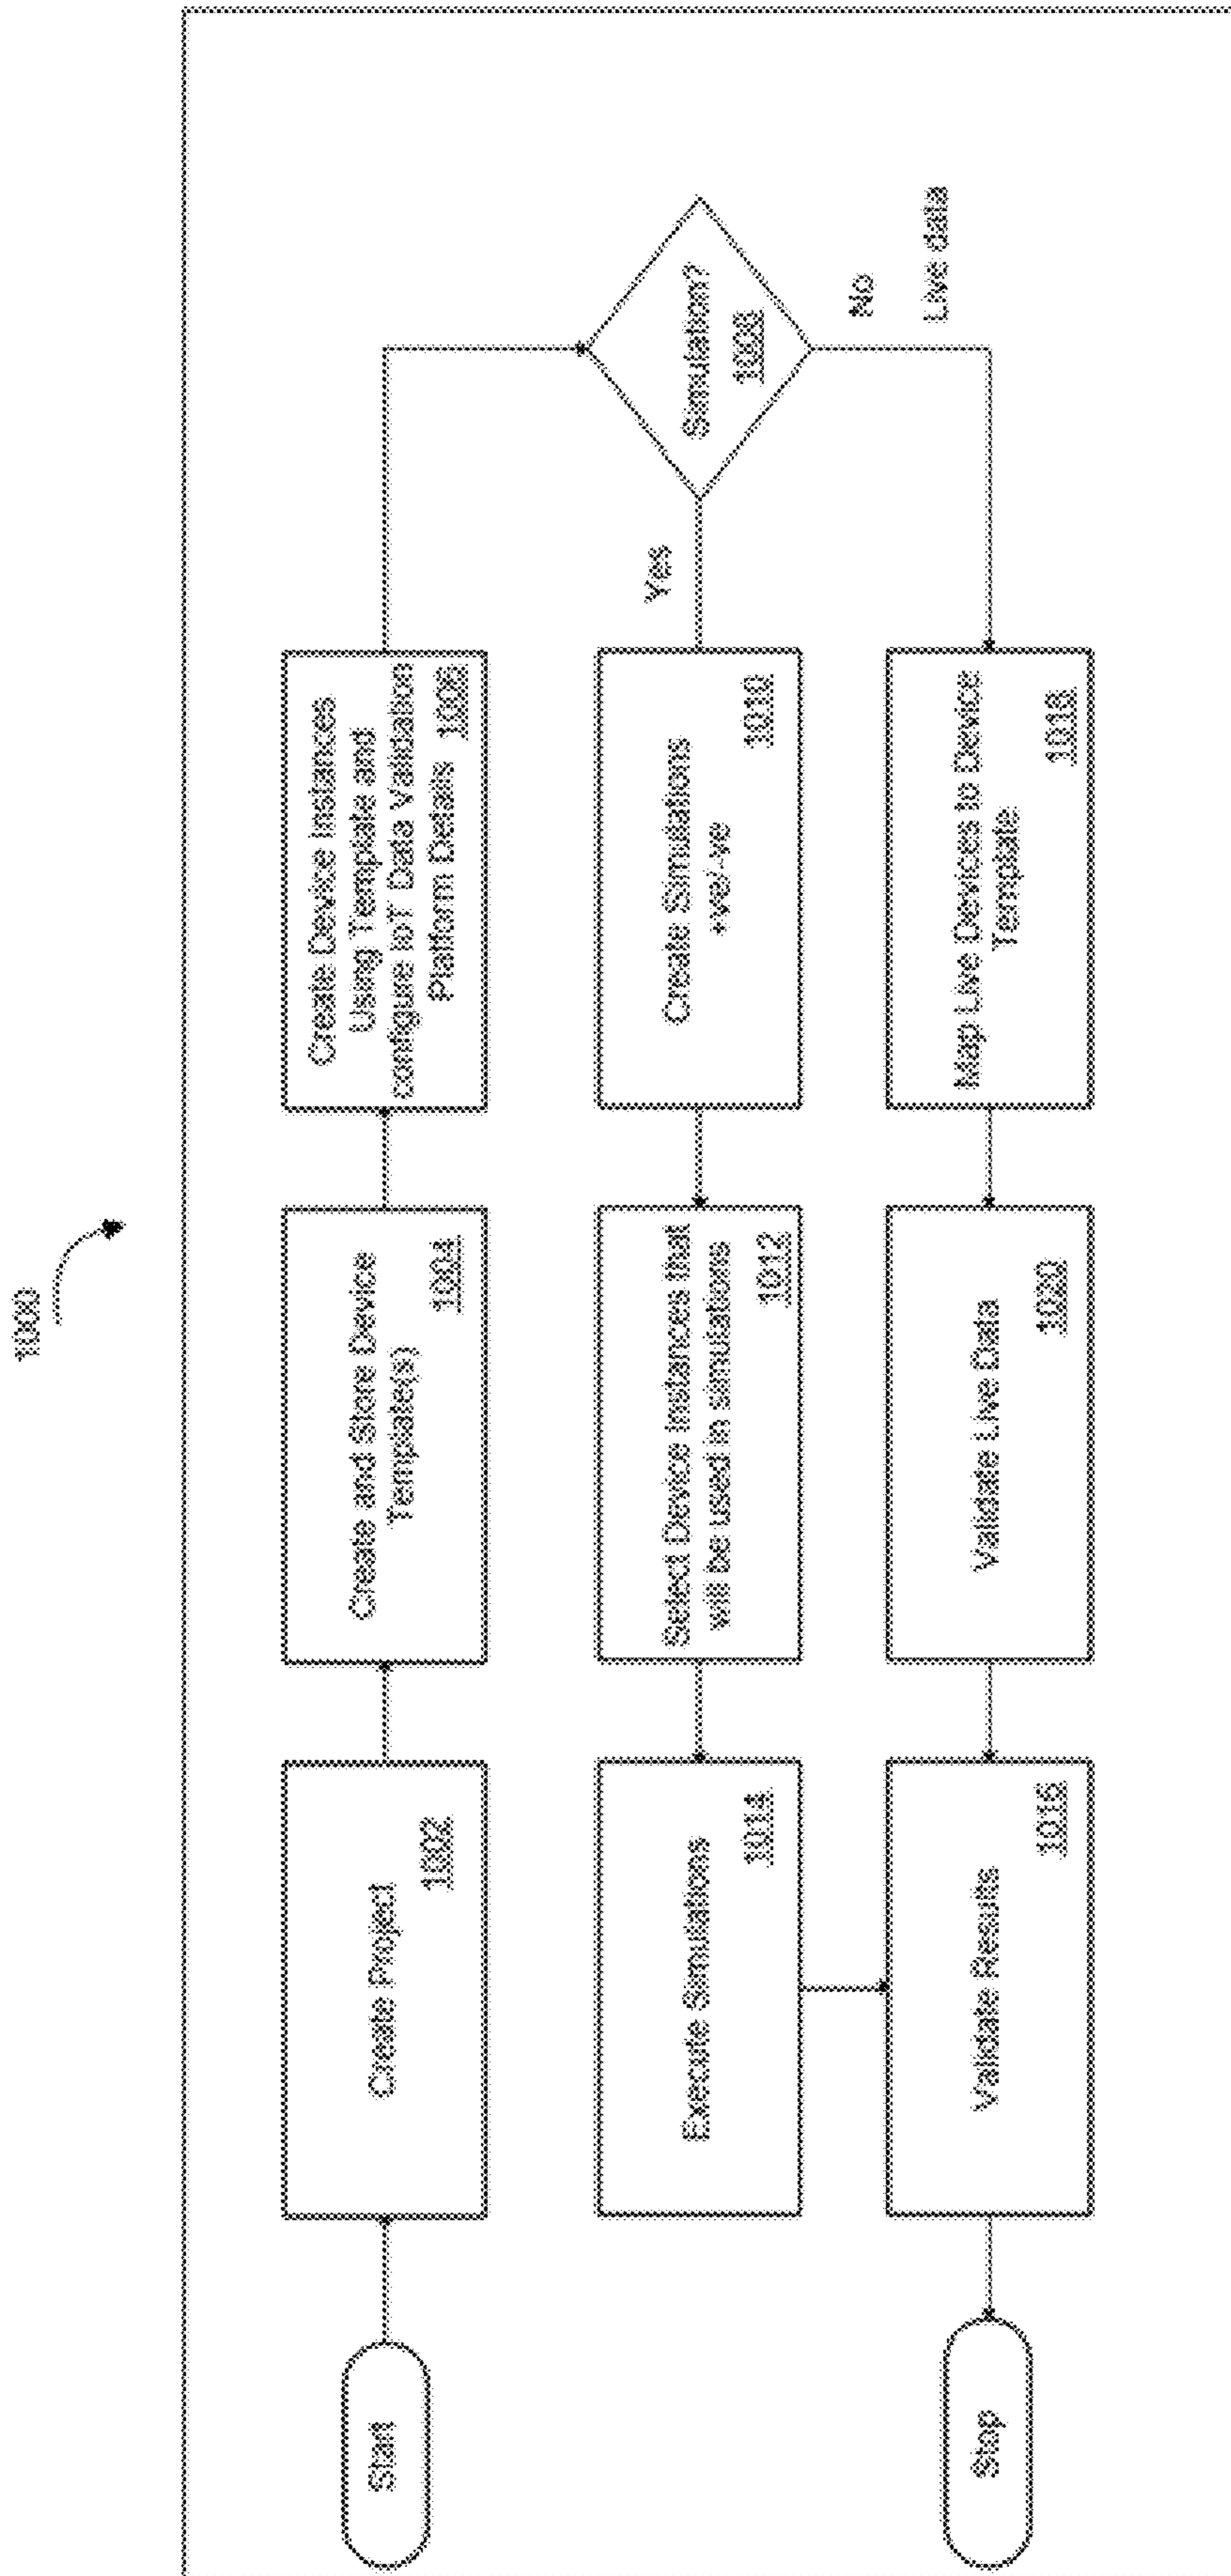 1000
Start
Create Project
1002
Create and Store Device
Template(s)
1004
Create Device Instances
Using Template and
configure IoT Data Validation
Platform Details 1006
Simulation?
1008
Yes
No
Live data
Create Simulations
+ve/-ve
1010
Select Device Instances that
will be used in simulations
1012
Execute Simulations
1014
Map Live Devices to Device
Template
1018
Validate Live Data
1020
Validate Results
1016
Stop